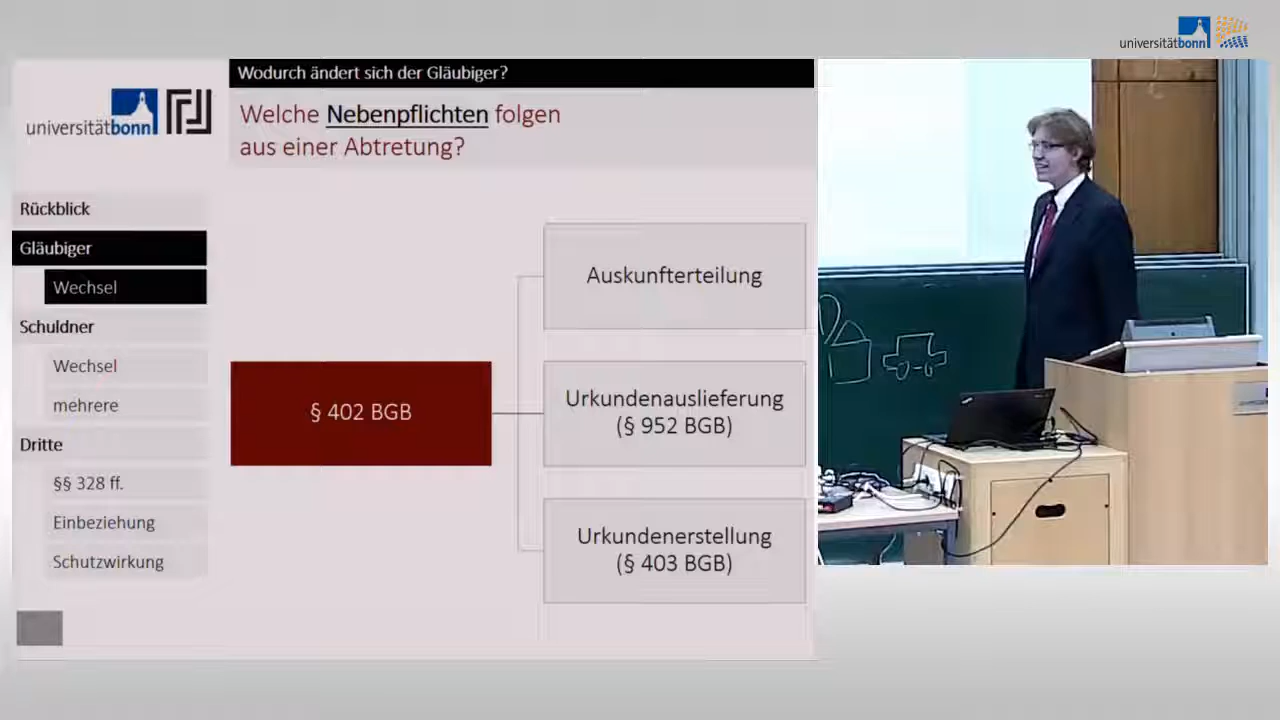 universitätbonn
Wodurch ändert sich der Gläubiger?
universitätbonn
Welche Nebenpflichten folgen
aus einer Abtretung?
Rückblick
Gläubiger
Wechsel
Schuldner
Wechsel
mehrere
Dritte
§§ 328 ff.
Einbeziehung
Schutzwirkung
§ 402 BGB
Auskunfterteilung
Urkundenauslieferung
(§ 952 BGB)
Urkundenerstellung
(§ 403 BGB)